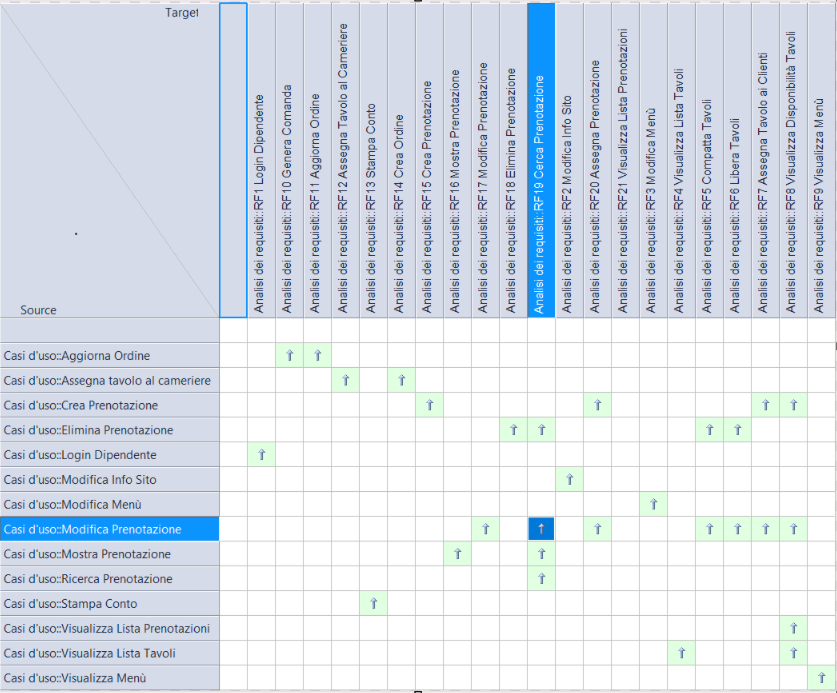 Target
Source
Analisi dei requisiti::RF1 Login Dipendente
Analisi dei requisiti::RF10 Genera Comanda
Analisi dei requisiti::RF11 Aggiorna Ordine
Analisi dei requisiti::RF12 Assegna Tavolo al Cameriere
Analisi dei requisiti::RF13 Stampa Conto
Analisi dei requisiti::RF14 Crea Ordine
Analisi dei requisiti::RF15 Crea Prenotazione
Analisi dei requisiti::RF16 Mostra Prenotazione
Analisi dei requisiti::RF17 Modifica Prenotazione
Analisi dei requisiti::RF18 Elimina Prenotazione
Analisi dei requisiti::RF19 Cerca Prenotazione
Analisi dei requisiti::RF2 Modifica Info Sito
Analisi dei requisiti::RF20 Assegna Prenotazione
Analisi dei requisiti::RF21 Visualizza Lista Prenotazioni
Analisi dei requisiti::RF3 Modifica Menù
Analisi dei requisiti::RF4 Visualizza Lista Tavoli
Analisi dei requisiti::RF5 Compatta Tavoli
Analisi dei requisiti::RF6 Libera Tavoli
Analisi dei requisiti::RF7 Assegna Tavolo ai Clienti
Analisi dei requisiti::RF8 Visualizza Disponibilità Tavoli
Analisi dei requisiti::RF9 Visualizza Menù
Casi d'uso::Aggiorna Ordine
Casi d'uso::Assegna tavolo al cameriere
Casi d'uso::Crea Prenotazione
Casi d'uso::Elimina Prenotazione
Casi d'uso::Login Dipendente
Casi d'uso::Modifica Info Sito
Casi d'uso::Modifica Menù
Casi d'uso::Modifica Prenotazione
Casi d'uso::Mostra Prenotazione
Casi d'uso::Ricerca Prenotazione
Casi d'uso::Stampa Conto
Casi d'uso::Visualizza Lista Prenotazioni
Casi d'uso::Visualizza Lista Tavoli
Casi d'uso::Visualizza Menù